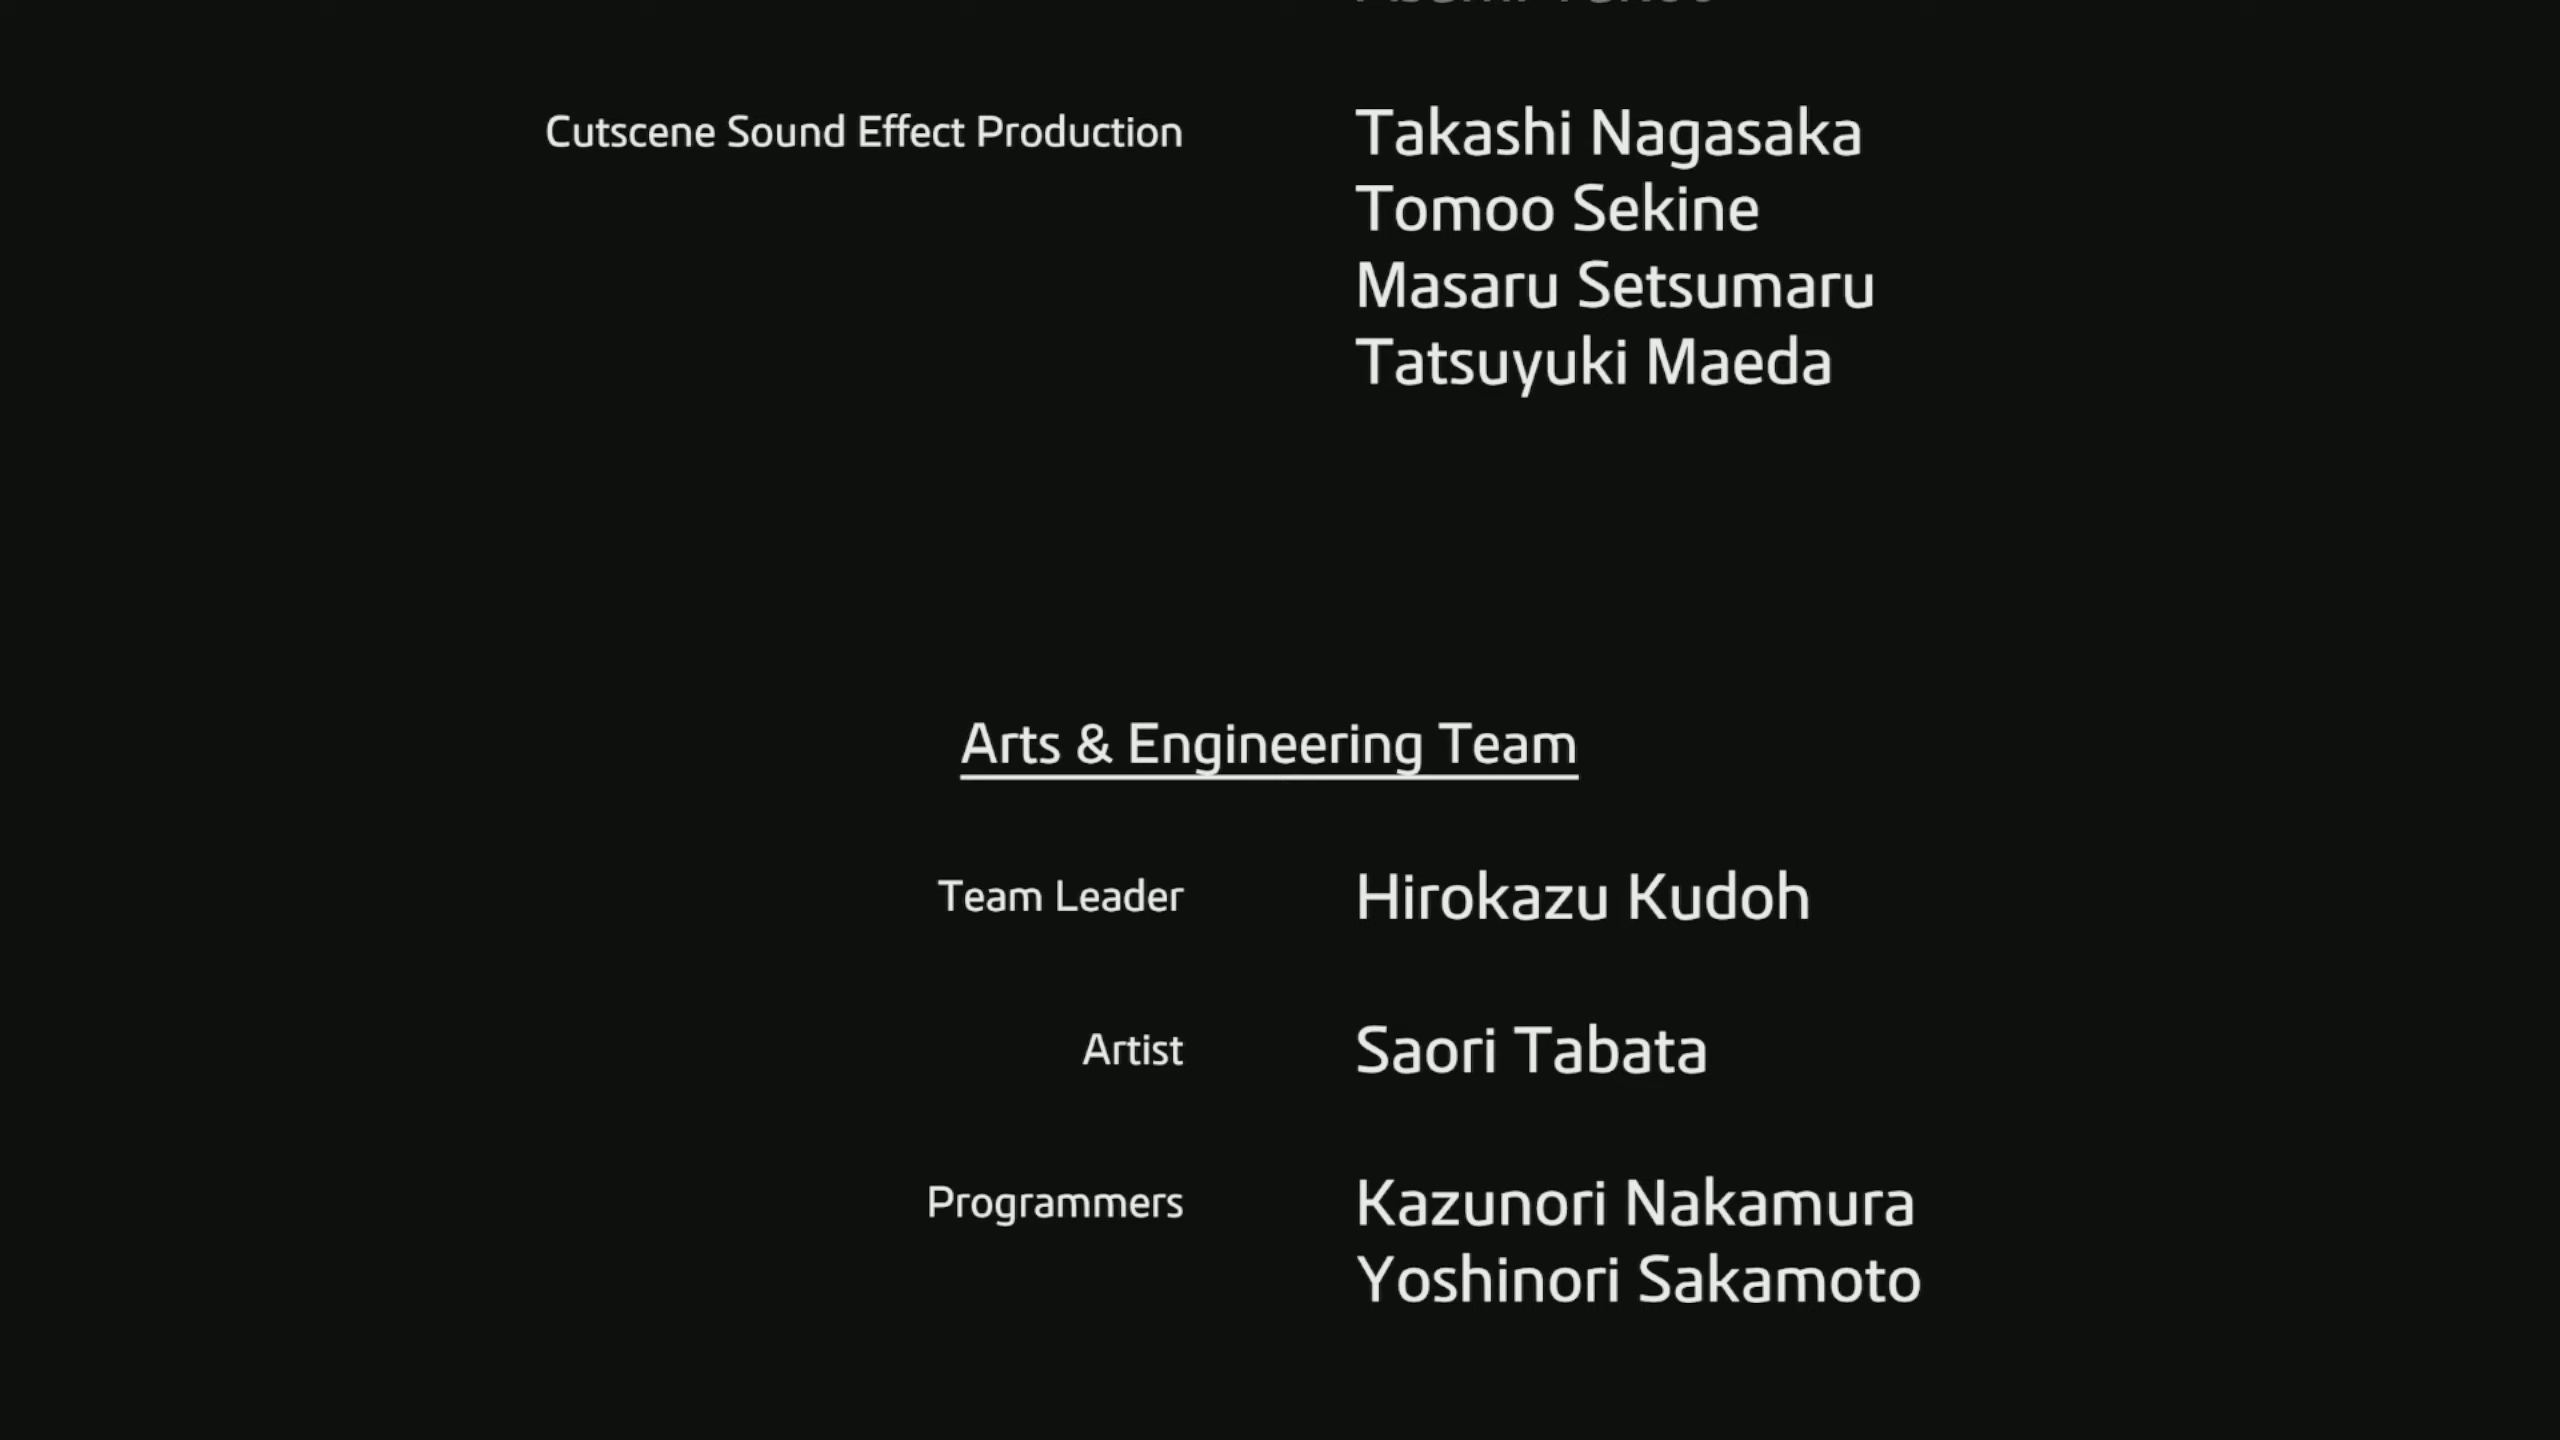 Cutscene Sound Effect Production Takashi Nagasaka
Tomoo Sekine
Masaru Setsumaru
Tatsuyuki Maeda
Arts & Engineering Team
Team Leader Hirokazu Kudoh
Artist Saori Tabata
Programmers Kazunori Nakamura
Yoshinori Sakamoto